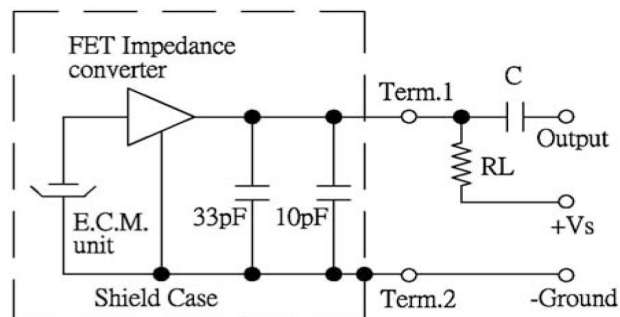 FET Impedance
converter
Term.1
C
Output
RL
+Vs
E.C.M.
unit
33pF
10pF
Shield Case
Term.2
-Ground